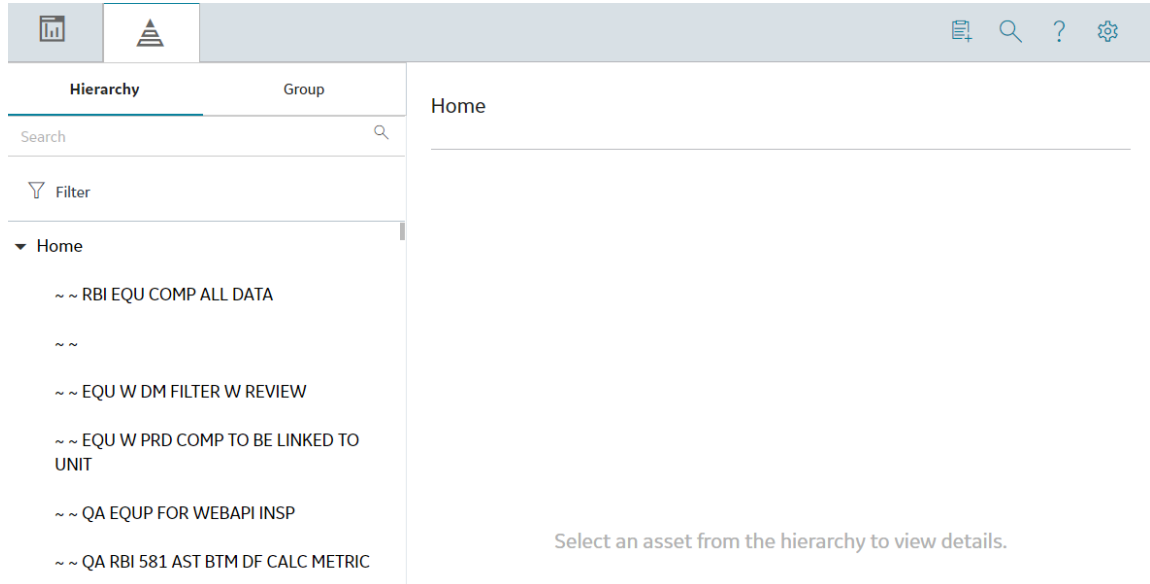 Hierarchy
Group
Home
Search
Filter
Home
~ ~ RBI EQU COMP ALL DATA
~ ~
~ ~ EQU W DM FILTER W REVIEW
~ ~ EQU W PRD COMP TO BE LINKED TO
UNIT
~ ~ QA EQUP FOR WEBAPI INSP
~ ~ QA RBI 581 AST BTM DF CALC METRIC
Select an asset from the hierarchy to view details.